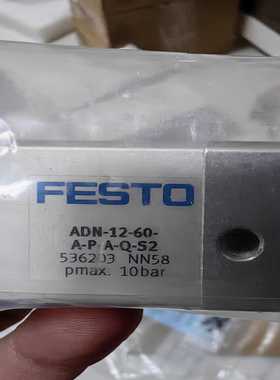 FESTO
ADN-12-60-
A-P-A-Q-S2
536203 NN58
pmax. 10bar